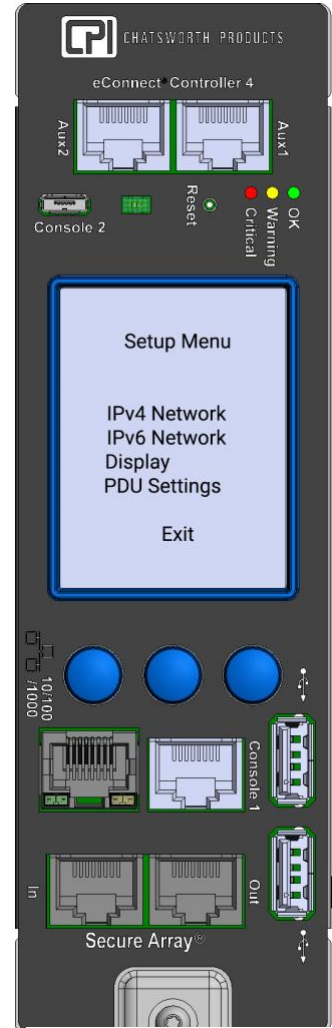 CPI CHATSWORTH PRODUCTS
eConnect® Controller 4
Aux2
Aux1
Console 2
Reset
Critical
Warning
OK
Setup Menu
IPv4 Network
IPv6 Network
Display
PDU Settings
Exit
10/100
/1000
Console 1
In
Out
Secure Array®